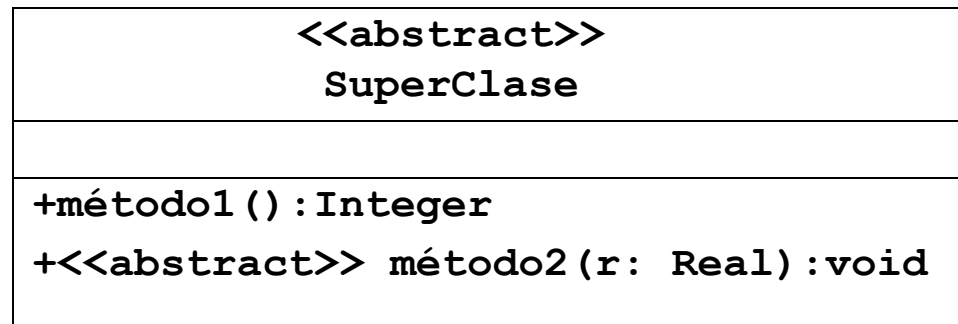 <<abstract>>
SuperClase
+método1():Integer
+<<abstract>> método2(r: Real):void